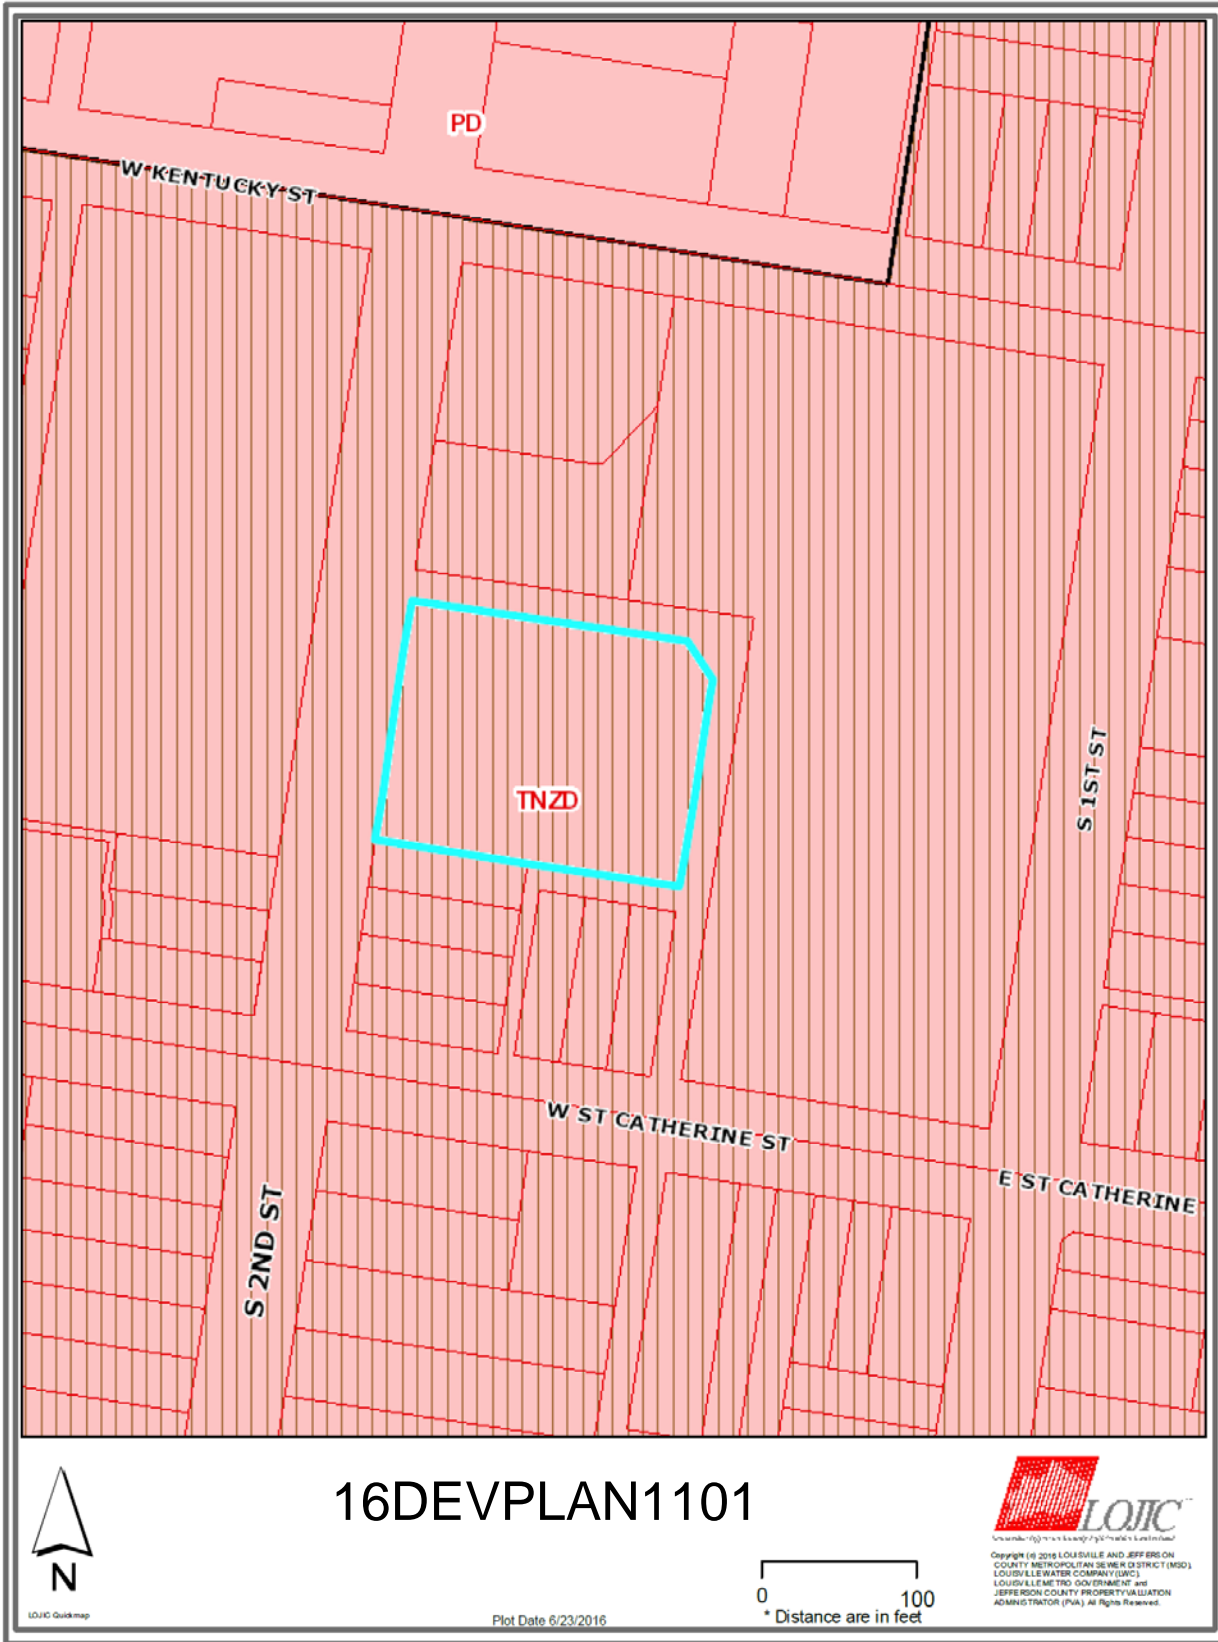 PD
W KENTUCKY ST
S 1ST ST
TNZD
W ST CATHERINE ST
E ST CATHERINE
S 2ND ST
16DEVPLAN1101
LOJIC
N
0 100
* Distance are in feet
Copyright (c) 2016 LOUISVILLE AND JEFFERSON
COUNTY METROPOLITAN SEWER DISTRICT (MSD),
LOUISVILLE WATER COMPANY (LWC),
LOUISVILLE METRO GOVERNMENT and
JEFFERSON COUNTY PROPERTY VALUATION
ADMINISTRATOR (PVA) All Rights Reserved.
LOJIC Quickmap
Plot Date 6/23/2016